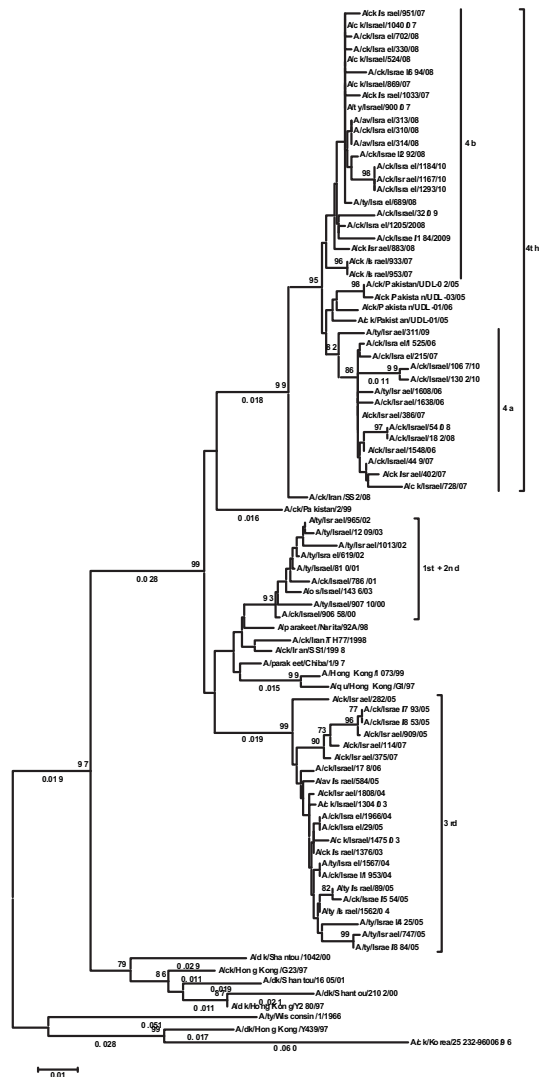 A/ck/Israel/951/07
A/ck/Israel/1040/07
A/ck/Israel/702/08
A/ck/Israel/330/08
A/ck/Israel/524/08
A/ck/Israel/694/08
A/ck/Israel/869/07
A/ck/Israel/1033/07
A/ty/Israel/900/07
A/av/Israel/313/08
A/ck/Israel/310/08
A/av/Israel/314/08
A/ck/Israel/292/08
A/ck/Israel/1184/10
98
A/ck/Israel/1167/10
A/ck/Israel/1293/10
A/ty/Israel/689/08
A/ck/Israel/32/09
A/ck/Israel/1205/2008
A/ck/Israel/184/2009
A/ck/Israel/883/08
96
A/ck/Israel/933/07
A/ck/Israel/953/07
4b
4th
95
98
A/ck/Pakistan/UDL-02/05
A/ck/Pakistan/UDL-03/05
A/ck/Pakistan/UDL-01/06
A/ck/Pakistan/UDL-01/05
A/ty/Israel/311/09
82
A/ck/Israel/1525/06
A/ck/Israel/215/07
86
99
0.011
A/ck/Israel/1067/10
A/ck/Israel/1302/10
A/ty/Israel/1608/06
A/ck/Israel/1638/06
A/ck/Israel/386/07
97
A/ck/Israel/54/08
A/ck/Israel/182/08
A/ck/Israel/1548/06
A/ck/Israel/449/07
A/ck/Israel/402/07
A/ck/Israel/728/07
4a
99
0.018
A/ck/Iran/SS2/08
A/ck/Pakistan/2/99
0.016
A/ty/Israel/965/02
A/ty/Israel/1209/03
A/ty/Israel/1013/02
A/ty/Israel/619/02
A/ty/Israel/810/01
A/ck/Israel/786/01
A/os/Israel/1436/03
93
A/ty/Israel/90710/00
A/ck/Israel/90658/00
1st + 2nd
99
0.028
A/parakeet/Narita/92A/98
A/ck/Iran/TH77/1998
A/ck/Iran/SS1/1998
A/parakeet/Chiba/1/97
99
0.015
A/Hong Kong/1073/99
A/qu/Hong Kong/G1/97
99
0.019
A/ck/Israel/282/05
77
A/ck/Israel/793/05
96
A/ck/Israel/853/05
73
A/ck/Israel/909/05
90
A/ck/Israel/114/07
A/ck/Israel/375/07
A/ck/Israel/178/06
A/av/Israel/584/05
A/ck/Israel/1808/04
A/ck/Israel/1304/03
A/ck/Israel/1966/04
A/ck/Israel/29/05
A/ck/Israel/1475/03
A/ck/Israel/1376/03
A/ty/Israel/1567/04
A/ck/Israel/1953/04
82
A/ty/Israel/89/05
A/ck/Israel/554/05
A/ty/Israel/1562/04
A/ty/Israel/425/05
99
A/ty/Israel/747/05
A/ty/Israel/884/05
3rd
97
0.019
79
A/dk/Shantou/1042/00
86
A/ck/Hong Kong/G23/97
0.029
0.011
A/dk/Shantou/1605/01
0.019
87
A/dk/Shantou/2102/00
0.021
0.011
A/dk/Hong Kong/Y280/97
A/ty/Wisconsin/1/1966
0.051
99
A/dk/Hong Kong/Y439/97
0.028
0.017
A/ck/Korea/25232-96006/96
0.060
0.01